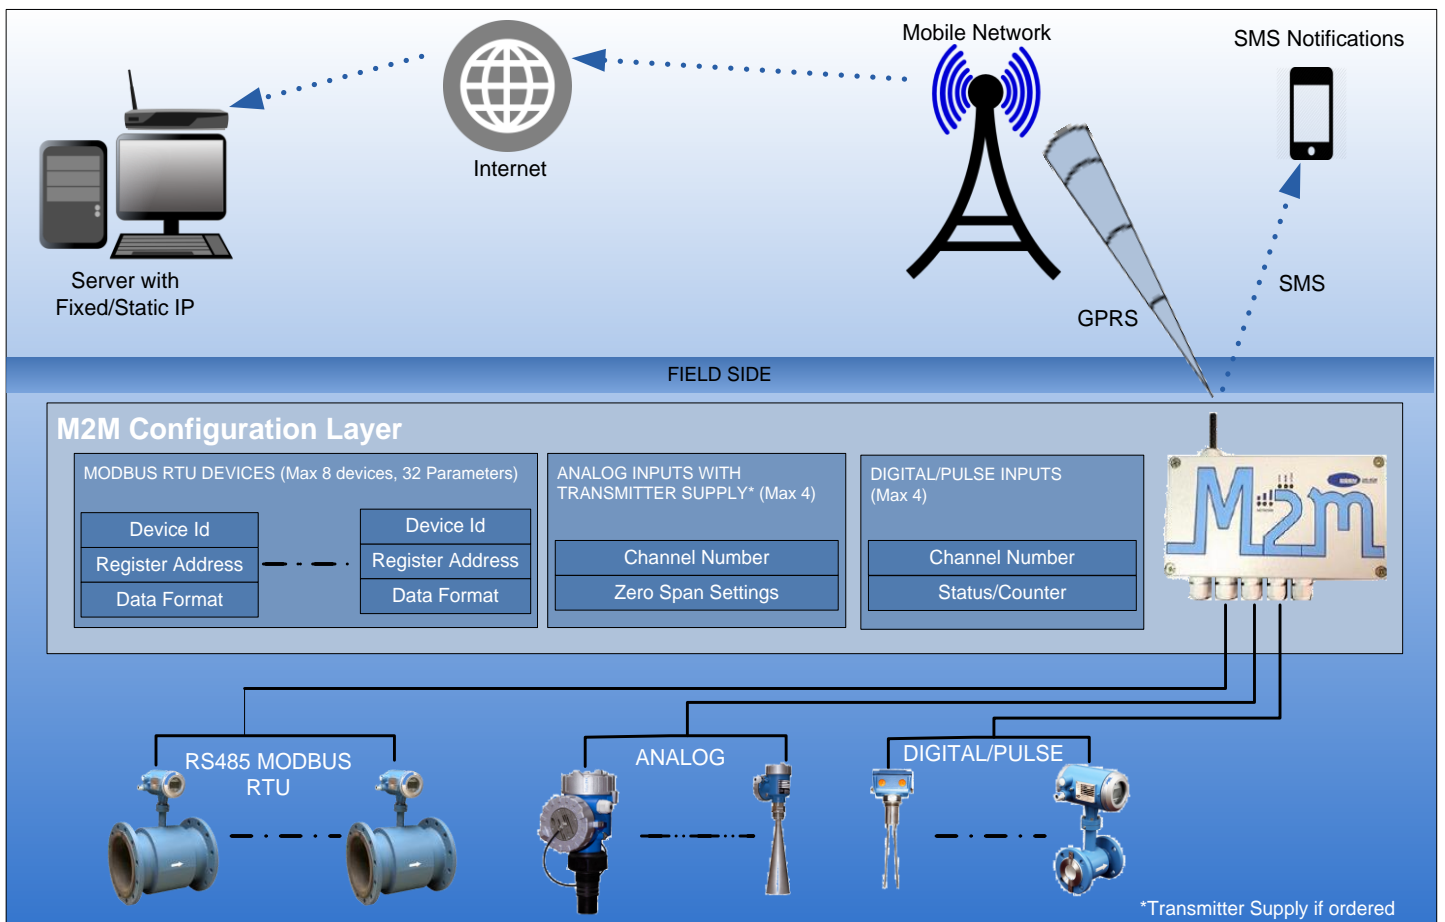 Mobile Network
SMS Notifications
Internet
Server with
Fixed/Static IP
SMS
GPRS
FIELD SIDE
M2M Configuration Layer
MODBUS RTU DEVICES (Max 8 devices, 32 Parameters)
Device Id
Register Address
Data Format
Device Id
Register Address
Data Format
ANALOG INPUTS WITH
TRANSMITTER SUPPLY* (Max 4)
Channel Number
Zero Span Settings
DIGITAL/PULSE INPUTS
(Max 4)
Channel Number
Status/Counter
M2m
RS485 MODBUS
RTU
ANALOG
DIGITAL/PULSE
*Transmitter Supply if ordered